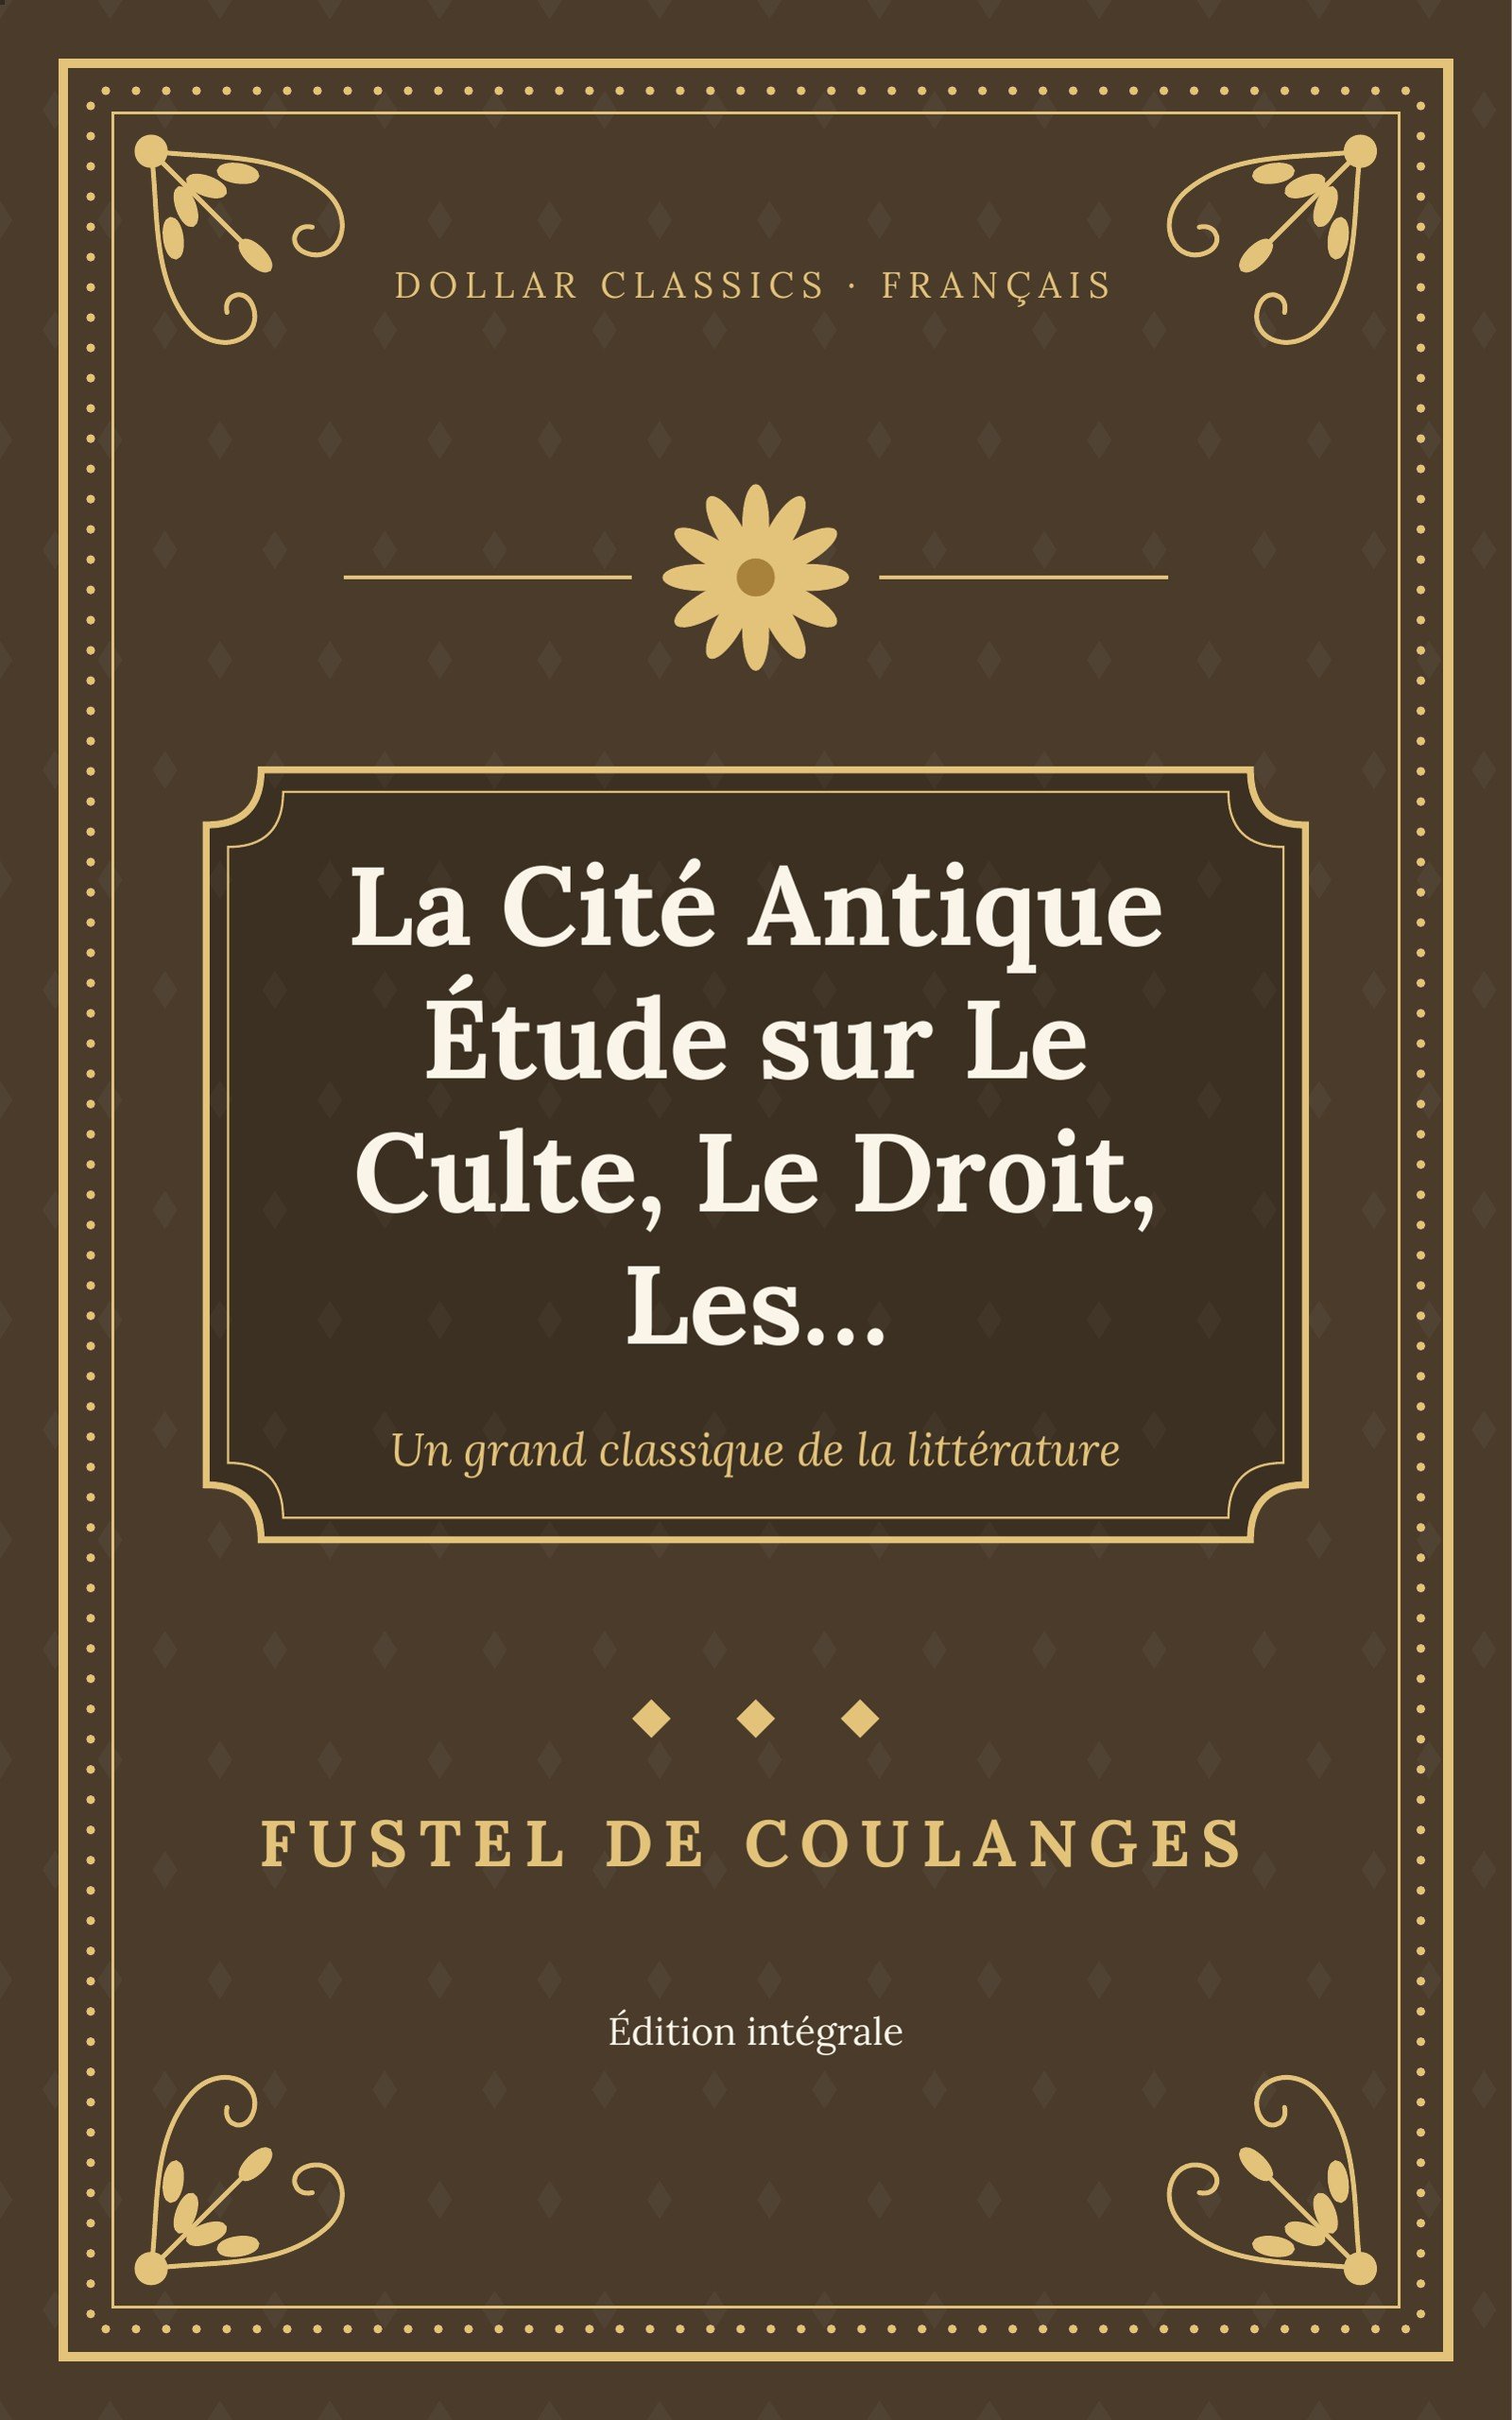 DOLLAR CLASSICS · FRANÇAIS
La Cité Antique
Étude sur Le
Culte, Le Droit,
Les...
Un grand classique de la littérature
FUSTEL DE COULANGES
Édition intégrale